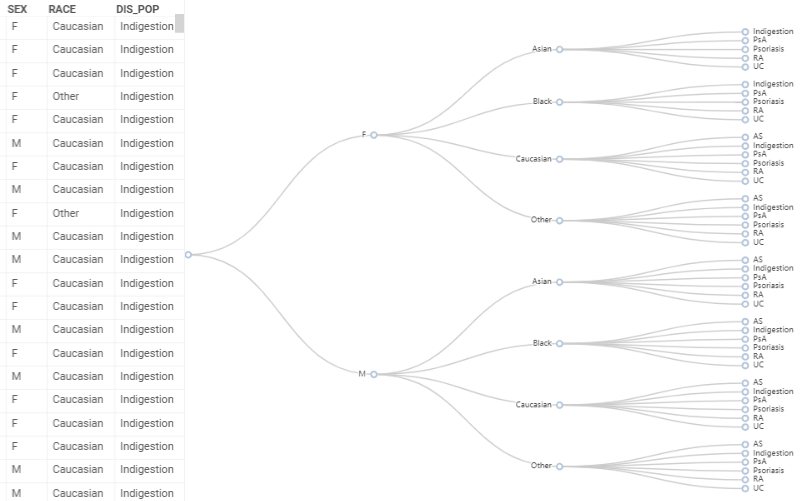 SEX RACE DIS_POP
F Caucasian Indigestion
F Caucasian Indigestion
F Caucasian Indigestion
F Other Indigestion
F Caucasian Indigestion
M Caucasian Indigestion
F Caucasian Indigestion
M Caucasian Indigestion
F Other Indigestion
M Caucasian Indigestion
M Caucasian Indigestion
F Caucasian Indigestion
F Caucasian Indigestion
M Caucasian Indigestion
F Caucasian Indigestion
M Caucasian Indigestion
F Caucasian Indigestion
F Caucasian Indigestion
F Caucasian Indigestion
M Caucasian Indigestion
M Caucasian Indigestion
F
Asian
Indigestion
PsA
Psoriasis
RA
UC
Black
Indigestion
PsA
Psoriasis
RA
UC
Caucasian
AS
Indigestion
PsA
Psoriasis
RA
UC
Other
AS
Indigestion
PsA
Psoriasis
RA
UC
M
Asian
AS
Indigestion
PsA
Psoriasis
RA
UC
Black
AS
Indigestion
PsA
Psoriasis
RA
UC
Caucasian
AS
Indigestion
PsA
Psoriasis
RA
UC
Other
AS
Indigestion
PsA
Psoriasis
RA
UC